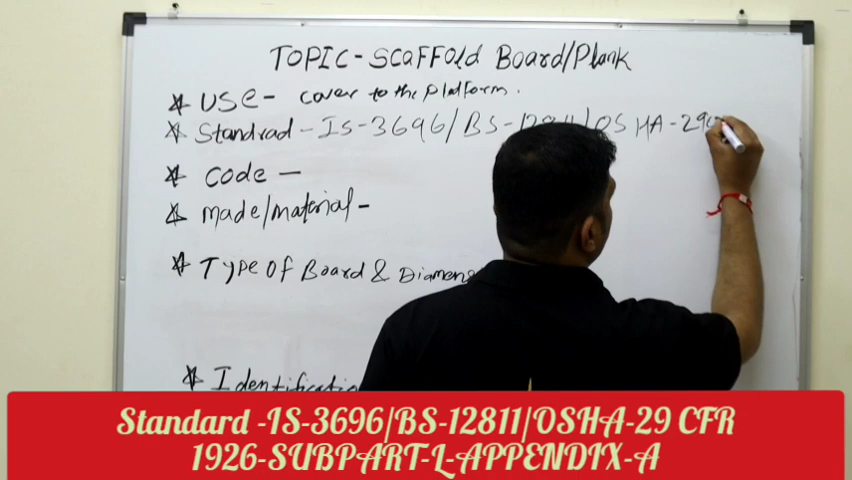 TOPIC-SCAFFOLD Board/Plank
* USE- cover to the Platform.
* Standrad-IS-3696/BS-12811/OSHA-29
* Code-
* Made/material-
* Type Of Board & Diamens
* Identificatio
Standard -IS-3696/BS-12811/OSHA-29 CFR
1926-SUBPART-L-APPENDIX-A